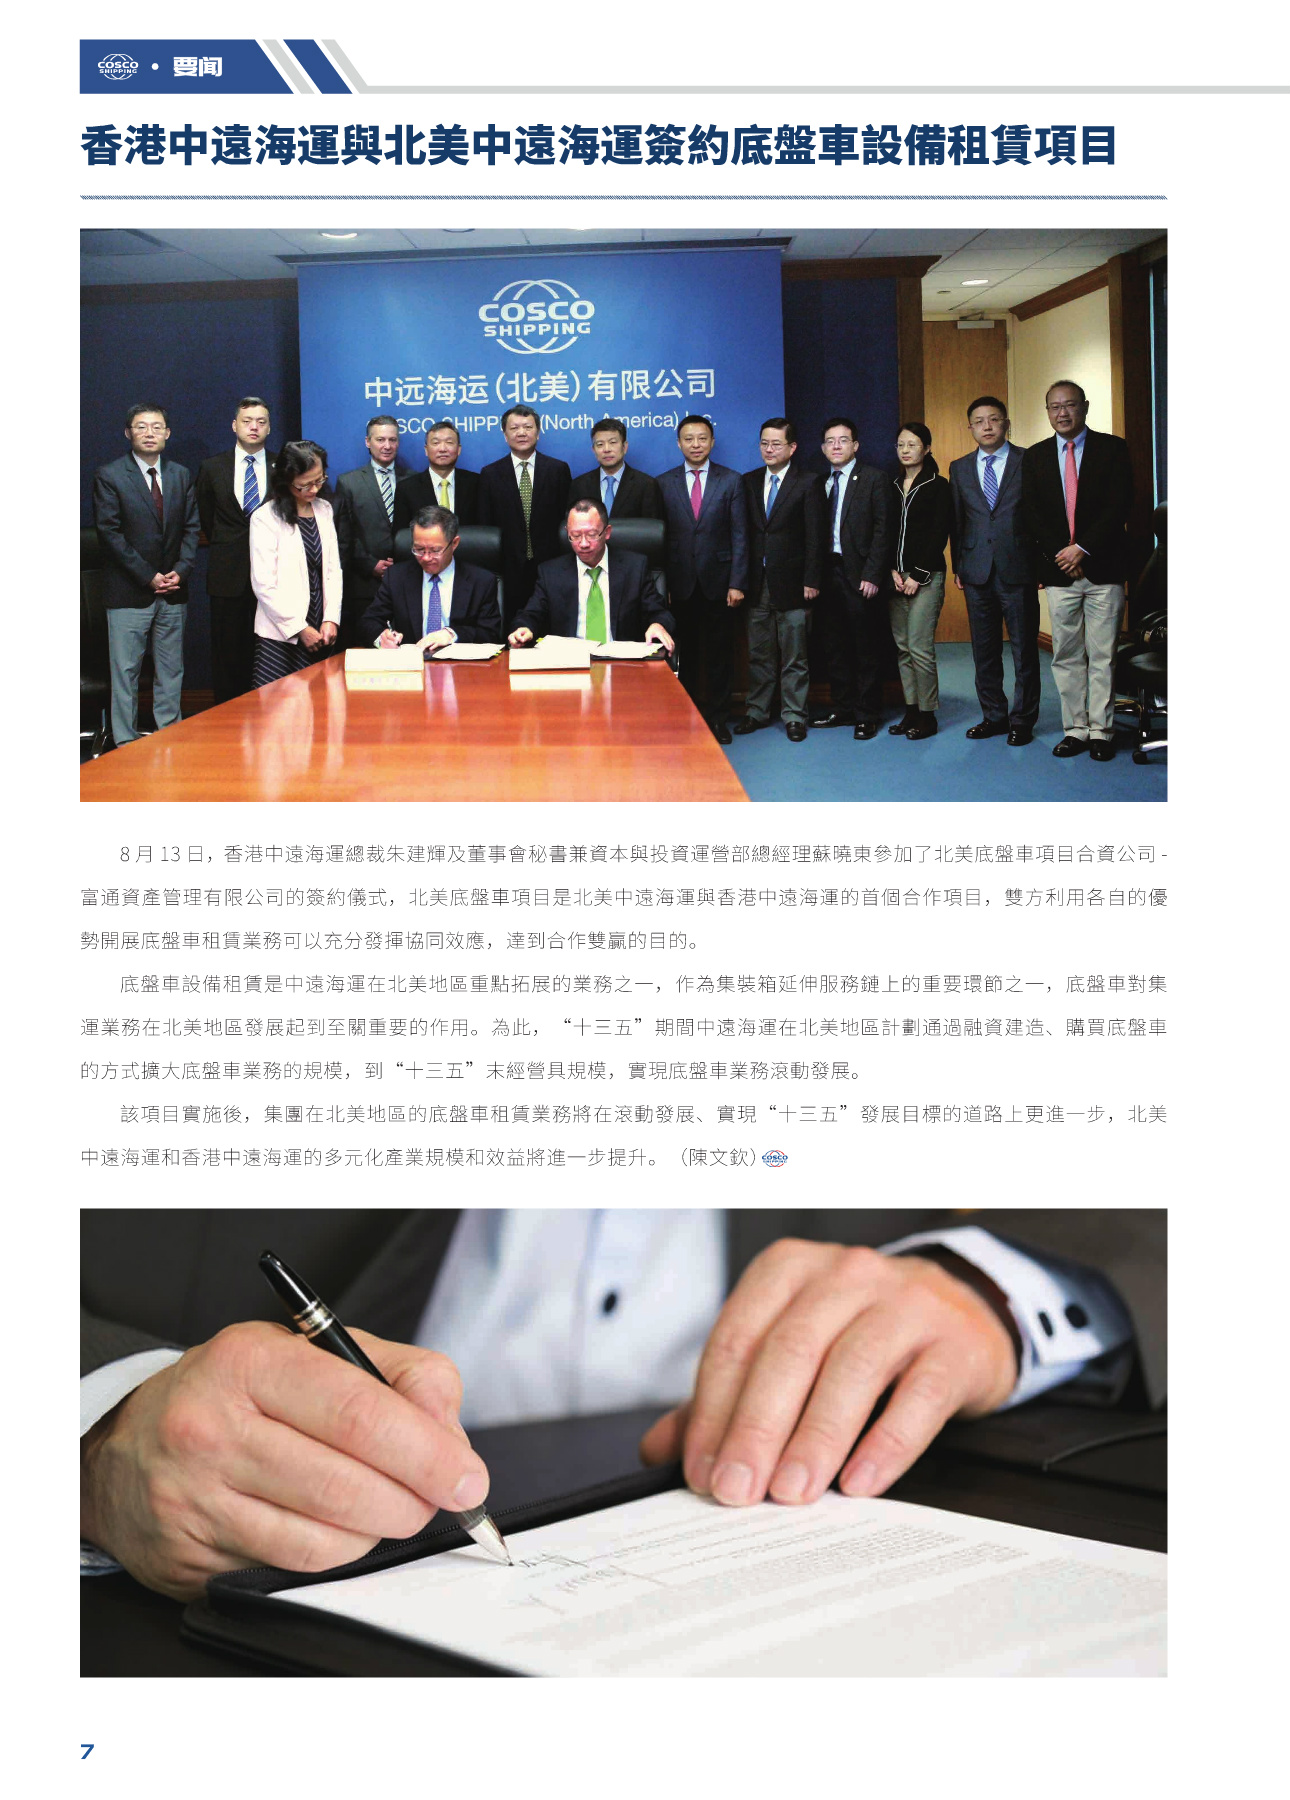 COSCO
SHIPPING
· 要闻
香港中遠海運與北美中遠海運簽約底盤車設備租賃項目
COSCO
SHIPPING
中远海运(北美)有限公司
SHIPP (North America)
8 月 13 日，香港中遠海運總裁朱建輝及董事會秘書兼資本與投資運營部總經理蘇曉東參加了北美底盤車項目合資公司 -
富通資產管理有限公司的簽約儀式，北美底盤車項目是北美中遠海運與香港中遠海運的首個合作項目，雙方利用各自的優
勢開展底盤車租賃業務可以充分發揮協同效應，達到合作雙贏的目的。
底盤車設備租賃是中遠海運在北美地區重點拓展的業務之一，作為集裝箱延伸服務鏈上的重要環節之一，底盤車對集
運業務在北美地區發展起到至關重要的作用。為此，“十三五”期間中遠海運在北美地區計劃通過融資建造、購買底盤車
的方式擴大底盤車業務的規模，到“十三五”末經營具規模，實現底盤車業務滾動發展。
該項目實施後，集團在北美地區的底盤車租賃業務將在滾動發展、實現“十三五”發展目標的道路上更進一步，北美
中遠海運和香港中遠海運的多元化產業規模和效益將進一步提升。（陳文欽）
COSCO
SHIPPING
7